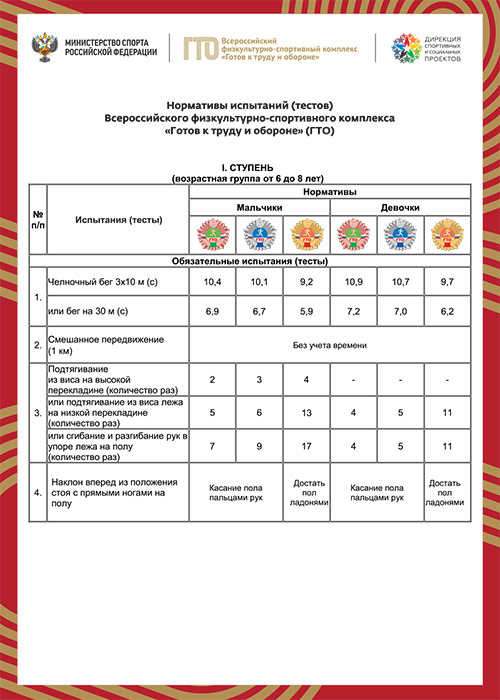 МИНИСТЕРСТВО СПОРТА
РОССИЙСКОЙ ФЕДЕРАЦИИ
ГТО
Всероссийский
физкультурно-спортивный комплекс
«Готов к труду и обороне»
ДИРЕКЦИЯ
СПОРТИВНЫХ
И СОЦИАЛЬНЫХ
ПРОЕКТОВ
Нормативы испытаний (тестов)
Всероссийского физкультурно-спортивного комплекса
«Готов к труду и обороне» (ГТО)
I. СТУПЕНЬ
(возрастная группа от 6 до 8 лет)
№
п/п
Испытания (тесты)
Нормативы
Мальчики Девочки
ГТО ГТО ГТО ГТО ГТО ГТО
Обязательные испытания (тесты)
1.
Челночный бег 3х10 м (с) 10,4 10,1 9,2 10,9 10,7 9,7
или бег на 30 м (с) 6,9 6,7 5,9 7,2 7,0 6,2
2.
Смешанное передвижение
(1 км)
Без учета времени
3.
Подтягивание
из виса на высокой
перекладине (количество раз)
2 3 4 - - -
или подтягивание из виса лежа
на низкой перекладине
(количество раз)
5 6 13 4 5 11
или сгибание и разгибание рук в
упоре лежа на полу
(количество раз)
7 9 17 4 5 11
4.
Наклон вперед из положения
стоя с прямыми ногами на
полу
Касание пола
пальцами рук
Достать
пол
ладонями
Касание пола
пальцами рук
Достать
пол
ладонями